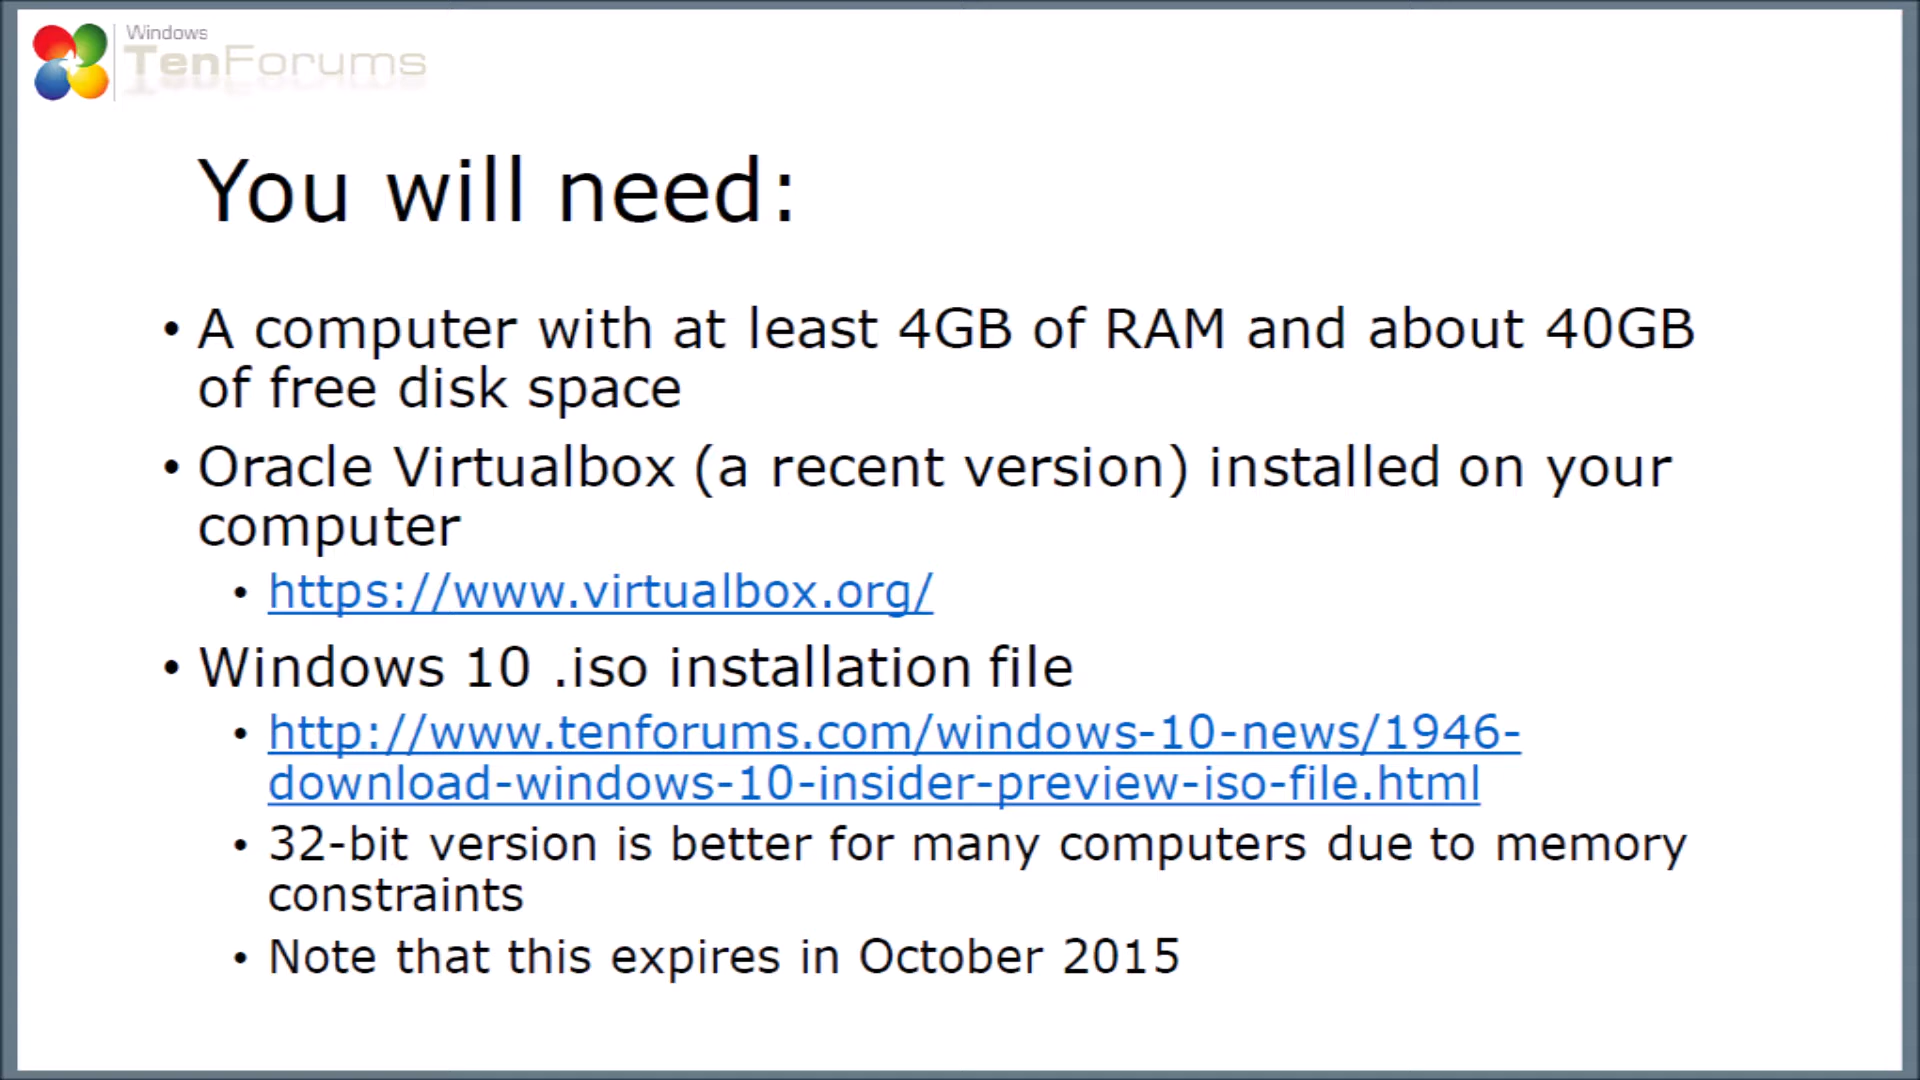 Windows
TenForums
You will need:
• A computer with at least 4GB of RAM and about 40GB
of free disk space
• Oracle Virtualbox (a recent version) installed on your
computer
• https://www.virtualbox.org/
• Windows 10 .iso installation file
• http://www.tenforums.com/windows-10-news/1946-
download-windows-10-insider-preview-iso-file.html
• 32-bit version is better for many computers due to memory
constraints
• Note that this expires in October 2015